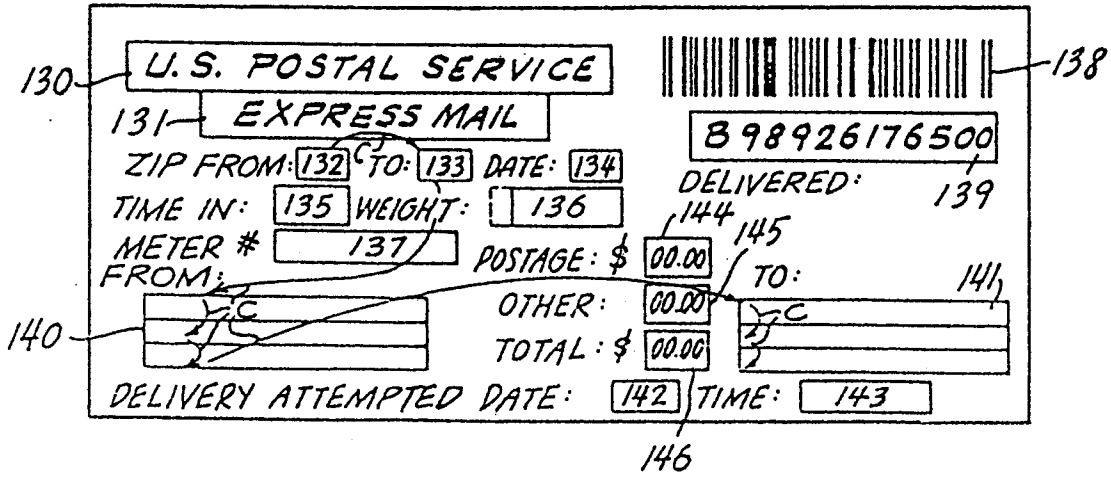 130 U.S. POSTAL SERVICE 138
131 EXPRESS MAIL B 98926176500
ZIP FROM: 132 C TO: 133 DATE: 134 DELIVERED: 139
TIME IN: 135 WEIGHT: 136 144
METER # 137 POSTAGE: $ 00.00 145
FROM: TO: 141
C OTHER: 00.00 C
140 TOTAL: $ 00.00
DELIVERY ATTEMPTED DATE: 142 TIME: 143
146